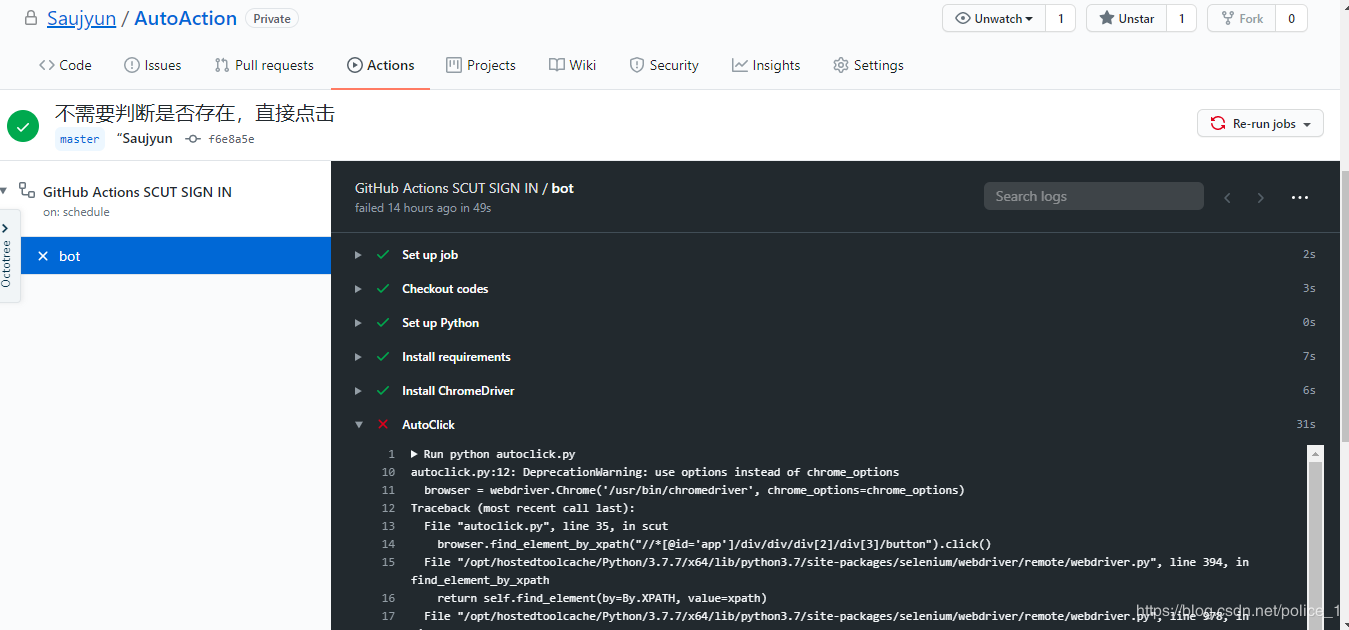 Saujyun / AutoAction Private Unwatch 1 Unstar 1 Fork 0
Code Issues Pull requests Actions Projects Wiki Security Insights Settings
不需要判断是否存在，直接点击
master “Saujyun f6e8a5e Re-run jobs
GitHub Actions SCUT SIGN IN
on: schedule
bot
Octotree
GitHub Actions SCUT SIGN IN / bot
failed 14 hours ago in 49s
Search logs
Set up job 2s
Checkout codes 3s
Set up Python 0s
Install requirements 7s
Install ChromeDriver 6s
AutoClick 31s
1 Run python autoclick.py
10 autoclick.py:12: DeprecationWarning: use options instead of chrome_options
11 browser = webdriver.Chrome('/usr/bin/chromedriver', chrome_options=chrome_options)
12 Traceback (most recent call last):
13 File "autoclick.py", line 35, in scut
14 browser.find_element_by_xpath("//*[@id='app']/div/div/div[2]/div[3]/button").click()
15 File "/opt/hostedtoolcache/Python/3.7.7/x64/lib/python3.7/site-packages/selenium/webdriver/remote/webdriver.py", line 394, in
find_element_by_xpath
16 return self.find_element(by=By.XPATH, value=xpath)
17 File "/opt/hostedtoolcache/Python/3.7.7/x64/lib/python3.7/site-packages/selenium/webdriver/remote/webdriver.py", line 978, in
https://blog.csdn.net/police_1